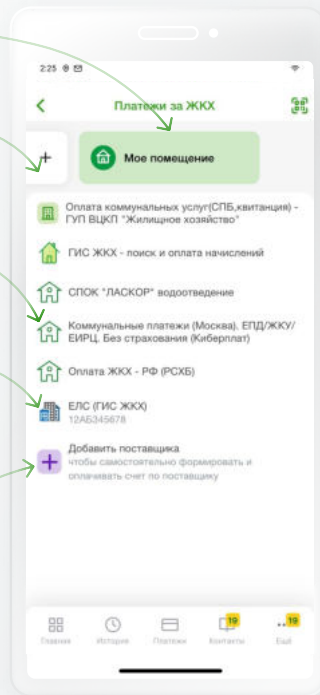 2:25
Платежи за ЖКХ
+
Мое помещение
Оплата коммунальных услуг(СПБ,квитанция) -
ГУП ВЦКП "Жилищное хозяйство"
ГИС ЖКХ - поиск и оплата начислений
СПОК "ЛАСКОР" водоотведение
Коммунальные платежи (Москва). ЕПД/ЖКУ/
ЕИРЦ. Без страхования (Киберплат)
Оплата ЖКХ - РФ (РСХБ)
ЕЛС (ГИС ЖКХ)
12АБ345678
Добавить поставщика
чтобы самостоятельно формировать и
оплачивать счет по поставщику
19
19
Главная
История
Платежи
Контакты
Ещё